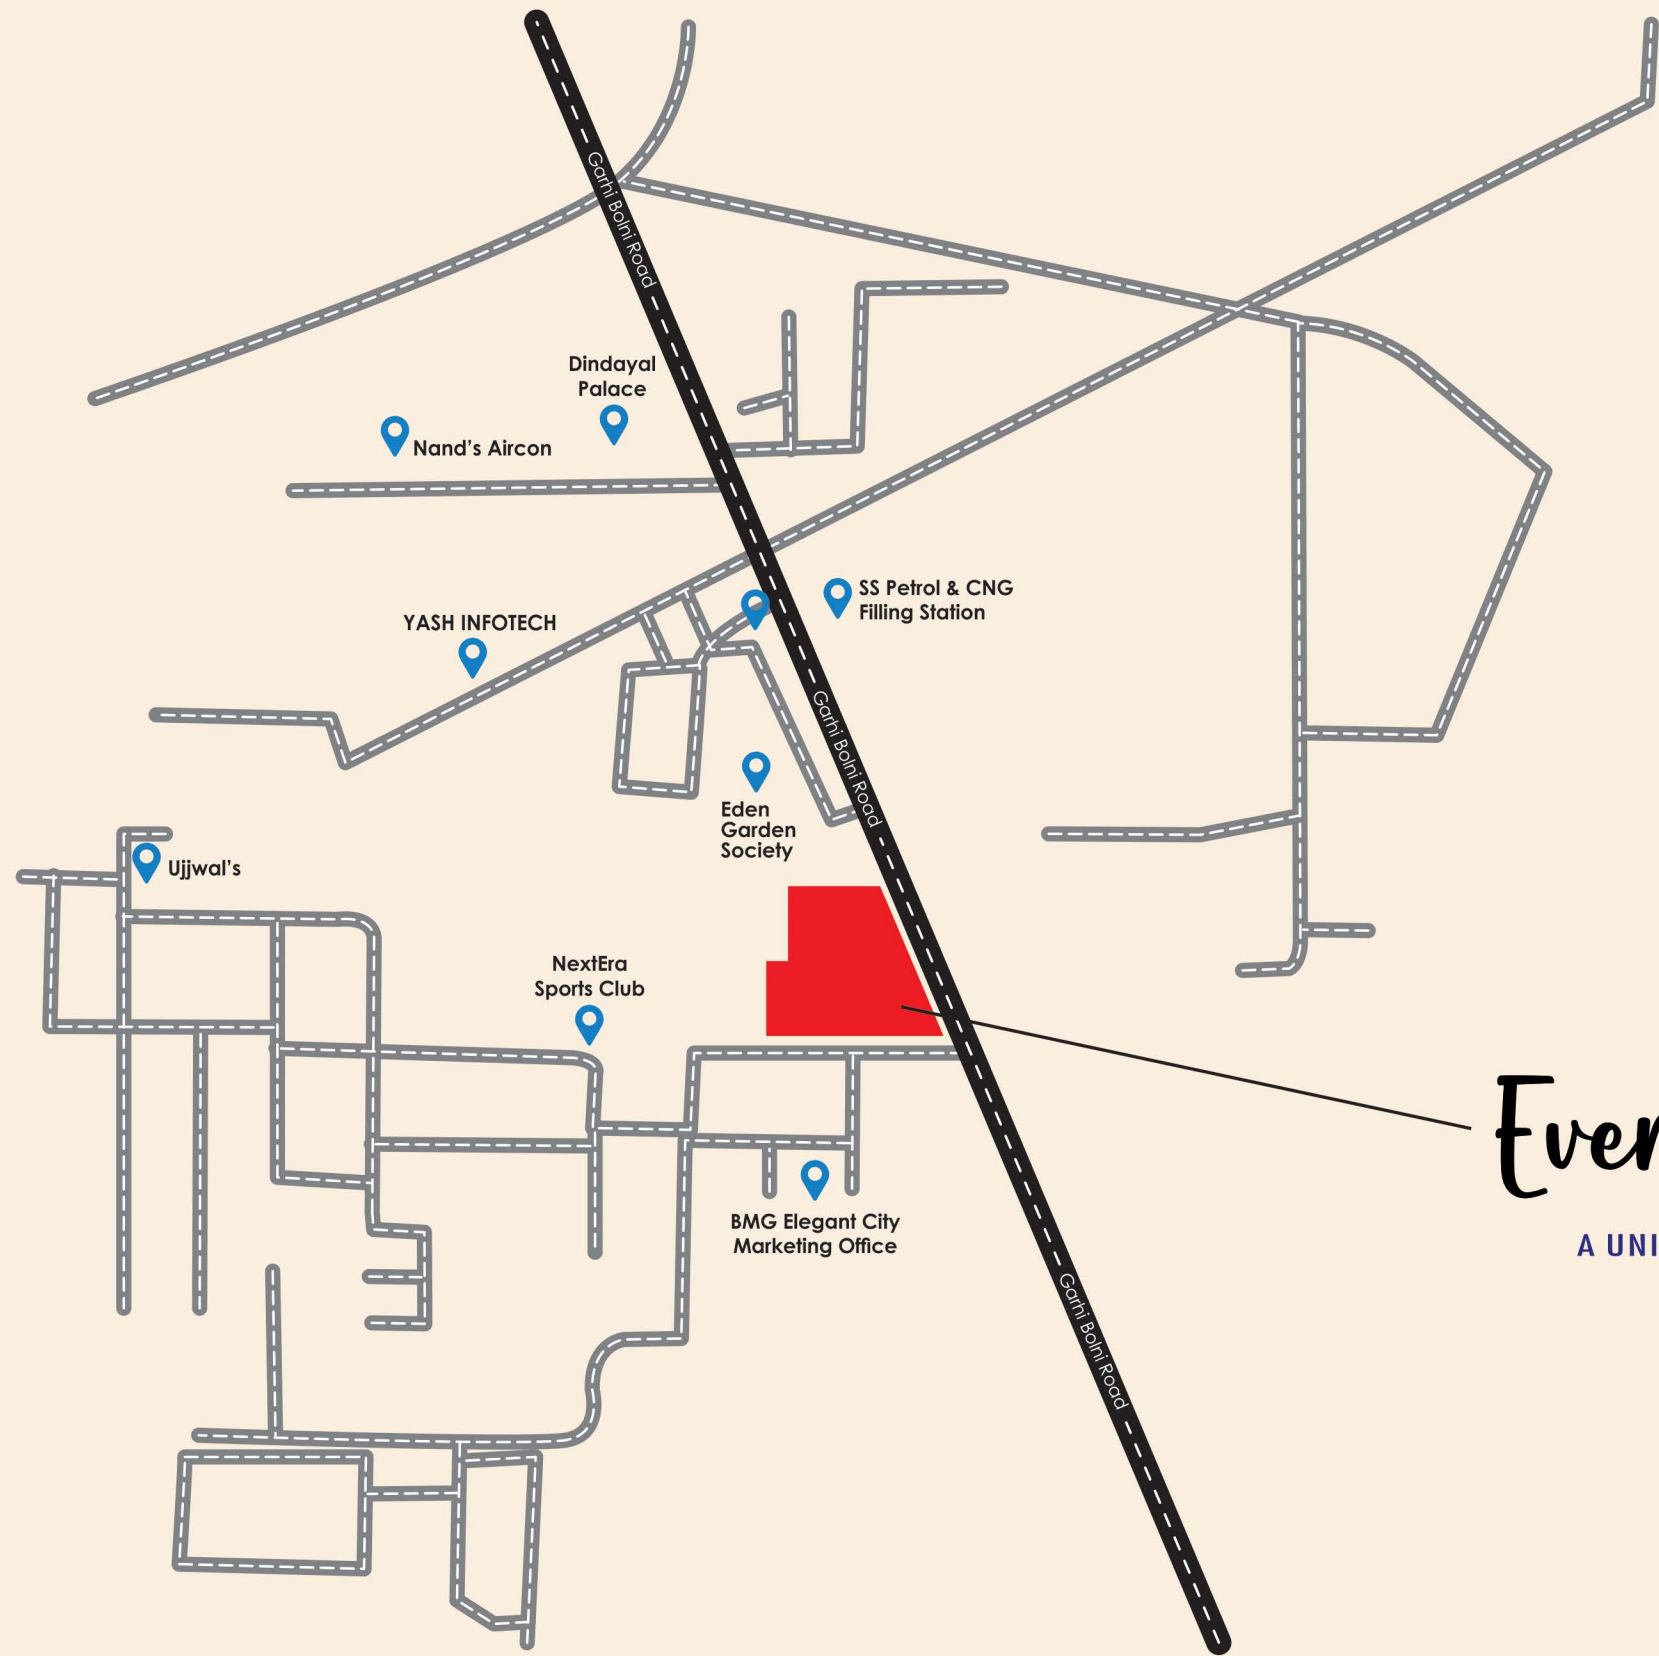 Garhi Bolni Road
Dindayal
Palace
Nand's Aircon
SS Petrol & CNG
Filling Station
YASH INFOTECH
Garhi Bolni Road
Eden
Garden
Society
Ujjwal's
NextEra
Sports Club
BMG Elegant City
Marketing Office
Garhi Bolni Road
A